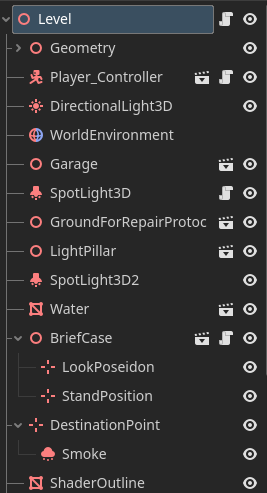 Level
Geometry
Player_Controller
DirectionalLight3D
WorldEnvironment
Garage
SpotLight3D
GroundForRepairProtoc
LightPillar
SpotLight3D2
Water
BriefCase
LookPoseidon
StandPosition
DestinationPoint
Smoke
ShaderOutline